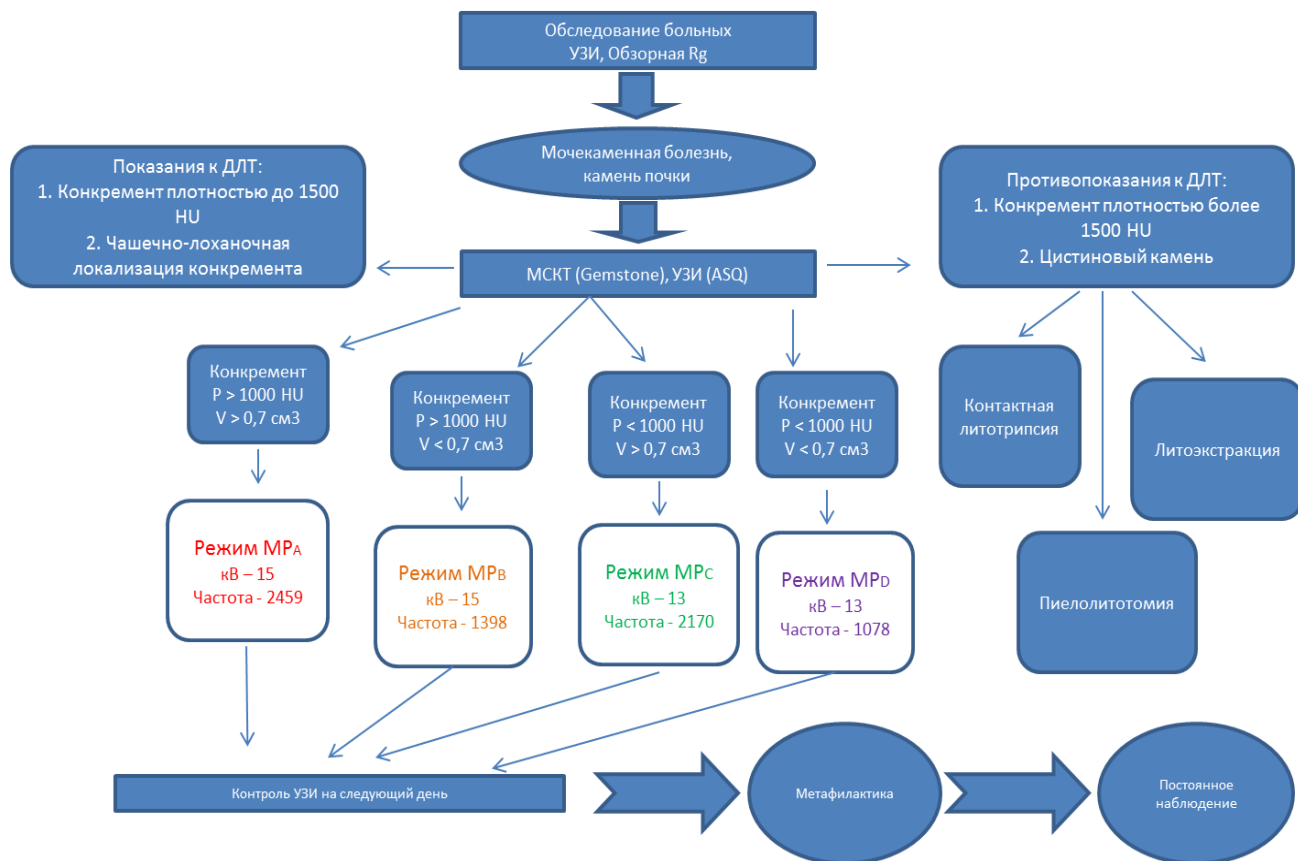 Обследование больных
УЗИ, Обзорная Rg
Мочекаменная болезнь,
камень почки
Показания к ДЛТ:
1. Конкремент плотностью до 1500
HU
2. Чашечно-лоханочная
локализация конкремента
МСКТ (Gemstone), УЗИ (ASQ)
Противопоказания к ДЛТ:
1. Конкремент плотностью более
1500 HU
2. Цистиновый камень
Конкремент
P > 1000 HU
V > 0,7 см3
Конкремент
P > 1000 HU
V < 0,7 см3
Конкремент
P < 1000 HU
V > 0,7 см3
Конкремент
P < 1000 HU
V < 0,7 см3
Контактная
литотрипсия
Литоэкстракция
Пиелолитотомия
Режим МРА
кВ – 15
Частота - 2459
Режим МРВ
кВ – 15
Частота - 1398
Режим МРС
кВ – 13
Частота - 2170
Режим МРD
кВ – 13
Частота - 1078
Контроль УЗИ на следующий день
Метафилактика
Постоянное
наблюдение